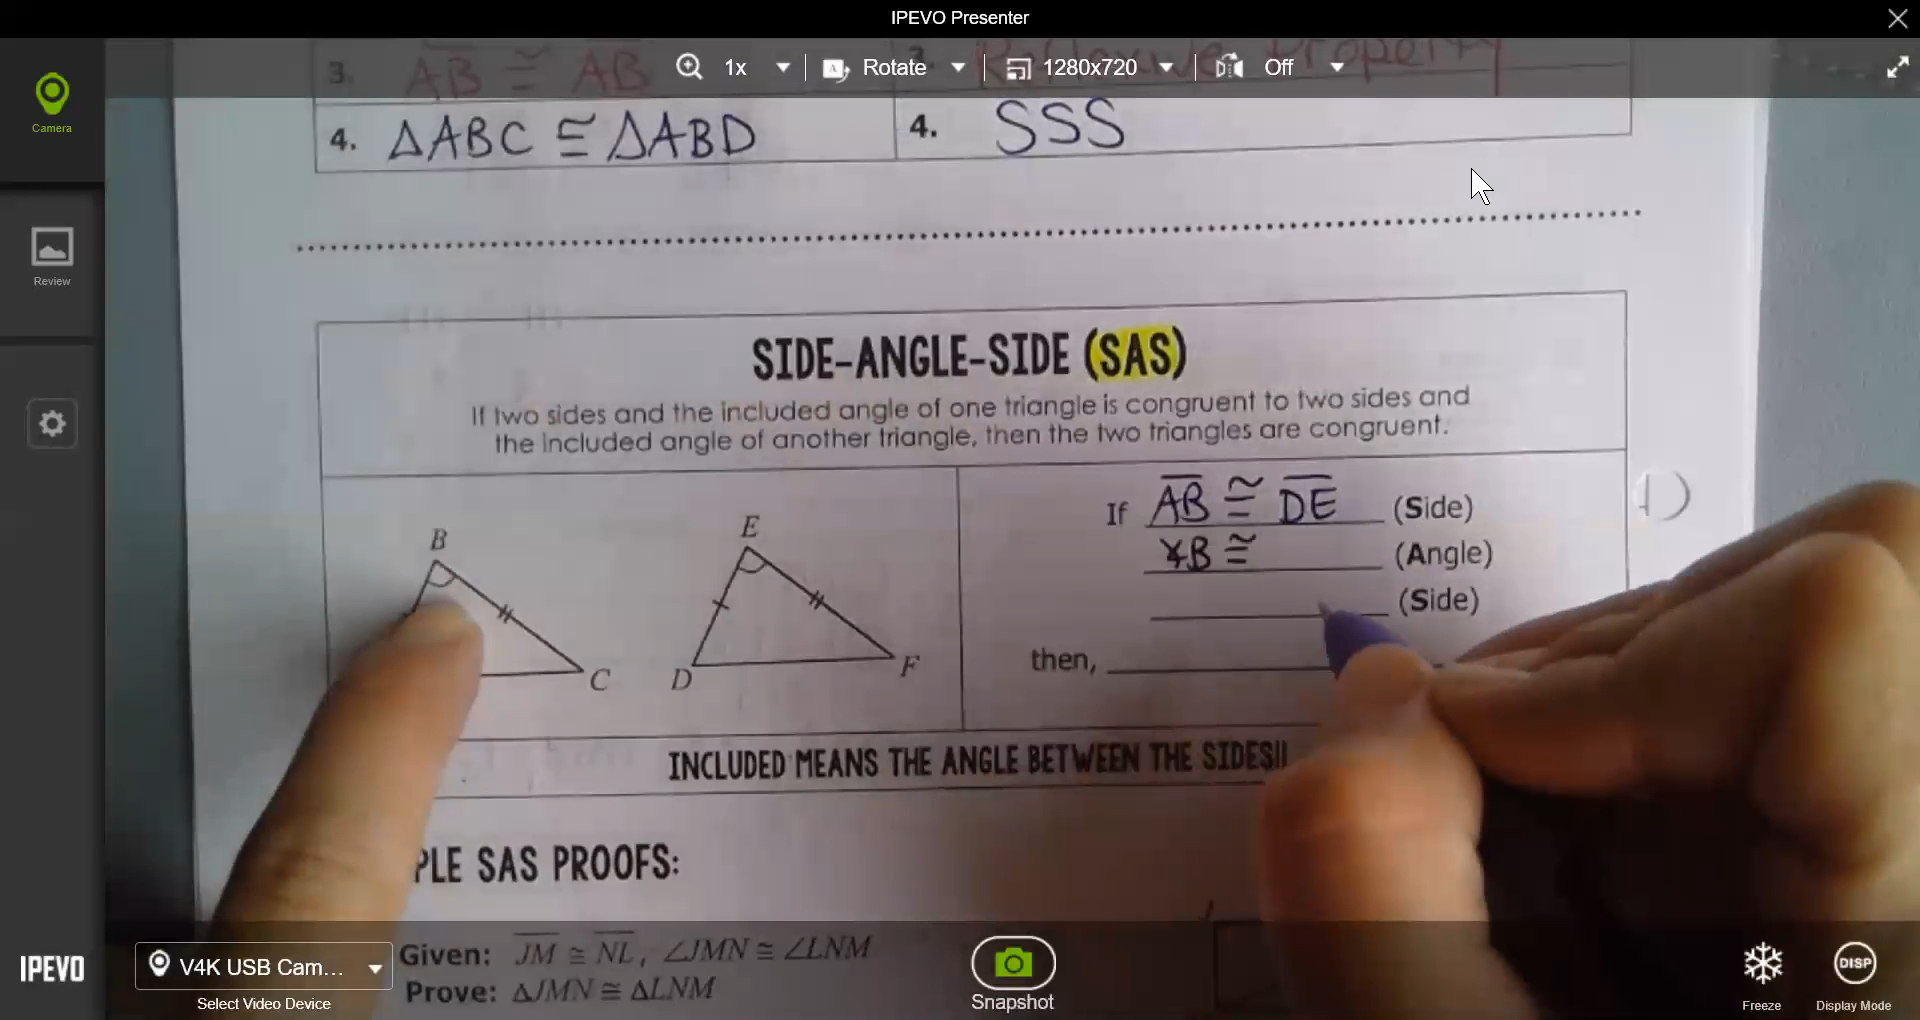 IPEVO Presenter
Camera
Review
1x Rotate 1280x720 Off
3. AB ≅ AB Property
4. △ABC ≅ △ABD 4. SSS
SIDE-ANGLE-SIDE (SAS)
If two sides and the included angle of one triangle is congruent to two sides and
the included angle of another triangle, then the two triangles are congruent.
B
C
E
D
F
If AB ≅ DE (Side)
∡B ≅ (Angle)
(Side)
then,
INCLUDED MEANS THE ANGLE BETWEEN THE SIDES!!
PLE SAS PROOFS:
Given: JM ≅ NL, ∠JMN ≅ ∠LNM
Prove: △JMN ≅ △LNM
IPEVO
V4K USB Cam...
Select Video Device
Snapshot
Freeze
DISP
Display Mode